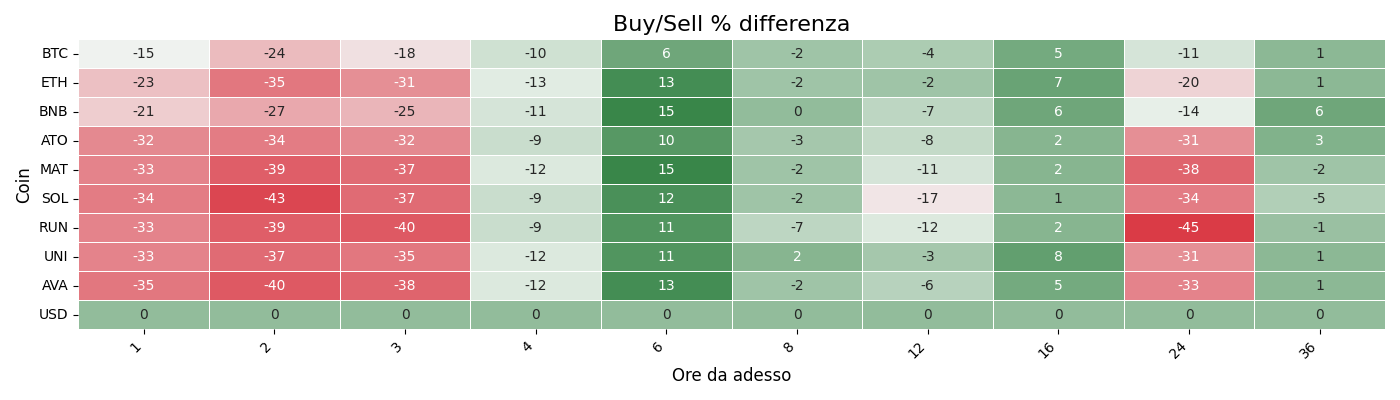 Buy/Sell % differenza
Coin
BTC -15 -24 -18 -10 6 -2 -4 5 -11 1
ETH -23 -35 -31 -13 13 -2 -2 7 -20 1
BNB -21 -27 -25 -11 15 0 -7 6 -14 6
ATO -32 -34 -32 -9 10 -3 -8 2 -31 3
MAT -33 -39 -37 -12 15 -2 -11 2 -38 -2
SOL -34 -43 -37 -9 12 -2 -17 1 -34 -5
RUN -33 -39 -40 -9 11 -7 -12 2 -45 -1
UNI -33 -37 -35 -12 11 2 -3 8 -31 1
AVA -35 -40 -38 -12 13 -2 -6 5 -33 1
USD 0 0 0 0 0 0 0 0 0 0
1 2 3 4 6 8 12 16 24 36
Ore da adesso